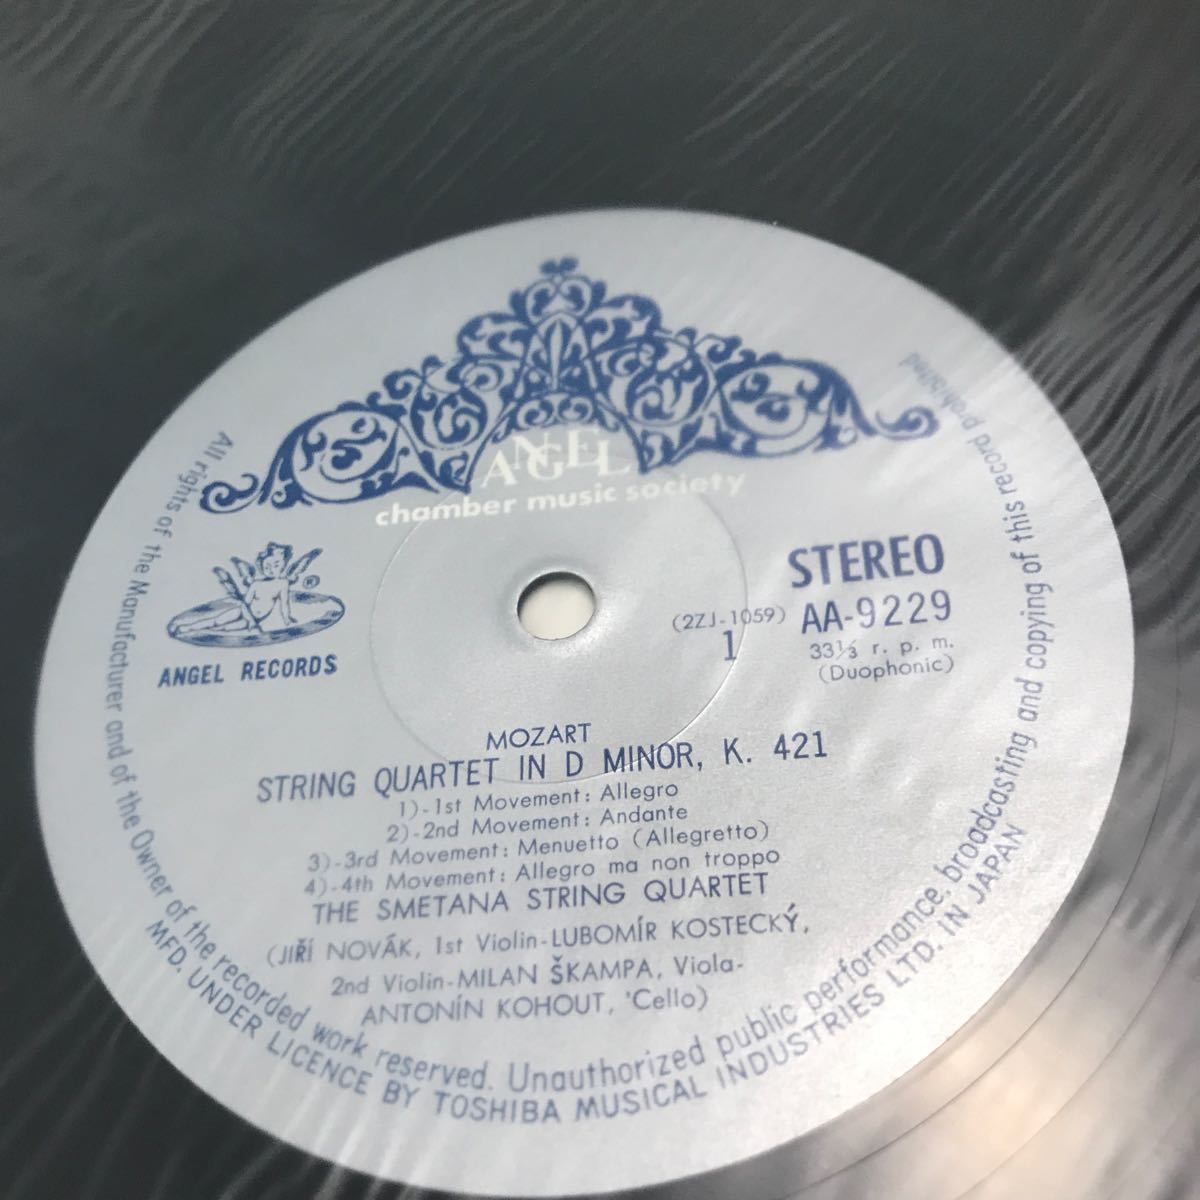 ANGEL
chamber music society
®
ANGEL RECORDS
STEREO
(2ZJ-1059) AA-9229
1
33⅓ r. p. m.
(Duophonic)
MOZART
STRING QUARTET IN D MINOR, K. 421
1)-1st Movement: Allegro
2)-2nd Movement: Andante
3)-3rd Movement: Menuetto (Allegretto)
4)-4th Movement: Allegro ma non troppo
THE SMETANA STRING QUARTET
(JIŘÍ NOVÁK, 1st Violin-LUBOMÍR KOSTECKÝ,
2nd Violin-MILAN ŠKAMPA, Viola-
ANTONÍN KOHOUT, 'Cello)
All rights of the Manufacturer and of the Owner of the recorded work reserved. Unauthorized public performance, broadcasting and copying of this record prohibited
MFD. UNDER LICENCE BY TOSHIBA MUSICAL INDUSTRIES LTD. IN JAPAN